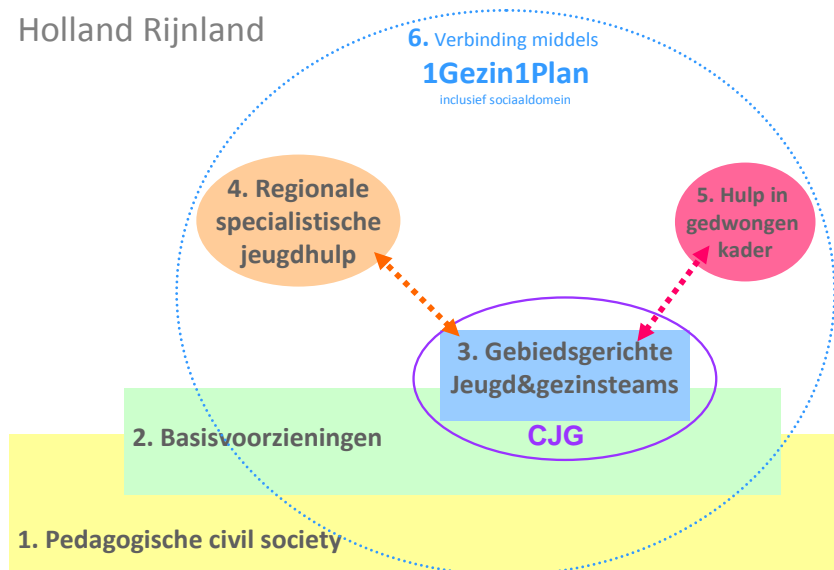 Holland Rijnland
6. Verbinding middels
1Gezin1Plan
inclusief sociaaldomein
4. Regionale
specialistische
jeugdhulp
5. Hulp in
gedwongen
kader
3. Gebiedsgerichte
Jeugd&gezinsteams
2. Basisvoorzieningen
CJG
1. Pedagogische civil society